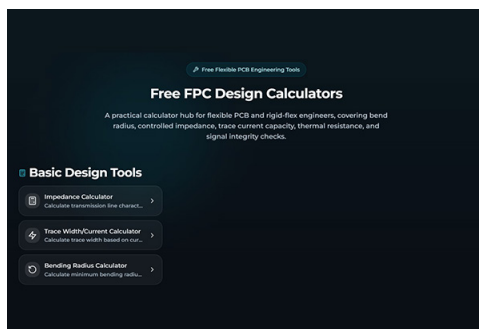 Free Flexible PCB Engineering Tools
Free FPC Design Calculators
A practical calculator hub for flexible PCB and rigid-flex engineers, covering bend
radius, controlled impedance, trace current capacity, thermal resistance, and
signal integrity checks.
Basic Design Tools
Impedance Calculator
Calculate transmission line charact...
Trace Width/Current Calculator
Calculate trace width based on cur...
Bending Radius Calculator
Calculate minimum bending radiu...